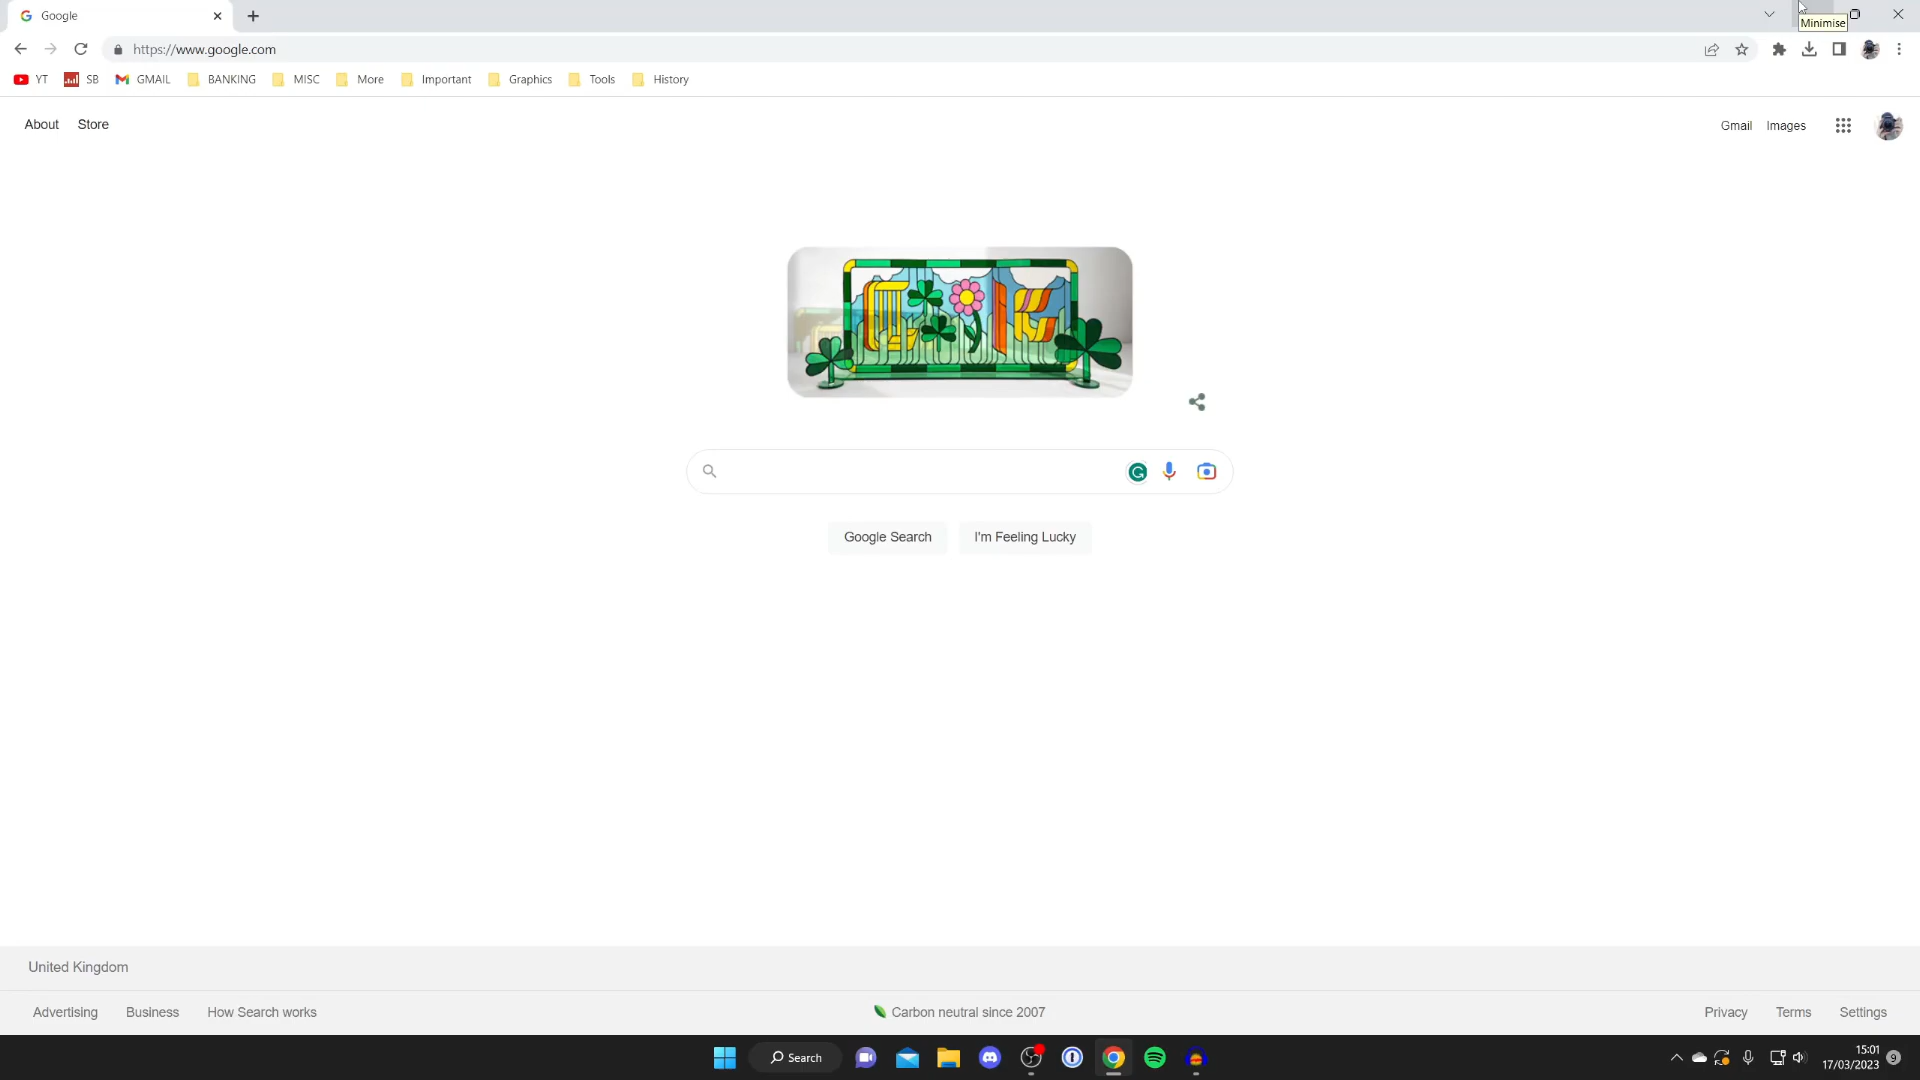 Google
Minimise
https://www.google.com
YT SB GMAIL BANKING MISC More Important Graphics Tools History
About Store Gmail Images
Google Search I'm Feeling Lucky
United Kingdom
Advertising Business How Search works Carbon neutral since 2007 Privacy Terms Settings
Search 15:01
17/03/2023 9